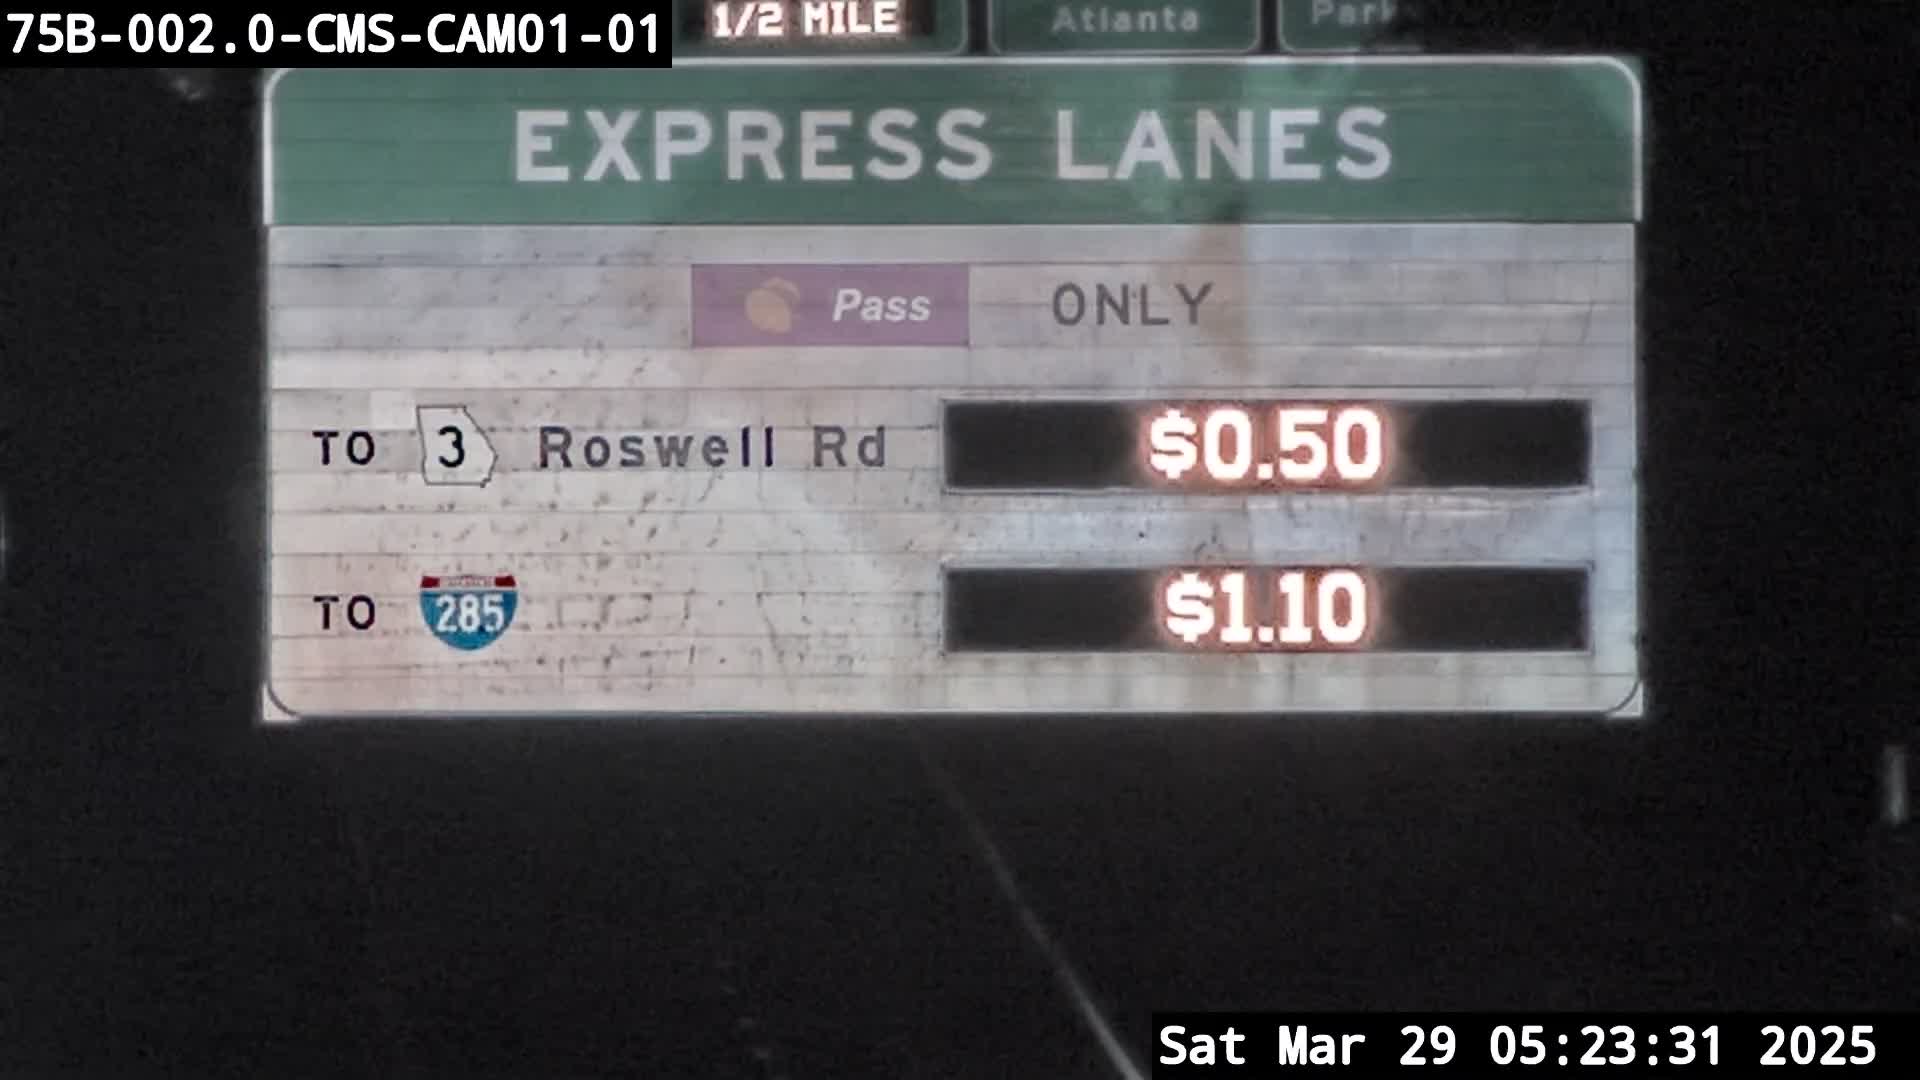 75B-002.0-CMS-CAM01-01
1/2 MILE
Atlanta
Park
EXPRESS LANES
Pass ONLY
TO 3 Roswell Rd $0.50
TO 285 $1.10
Sat Mar 29 05:23:31 2025